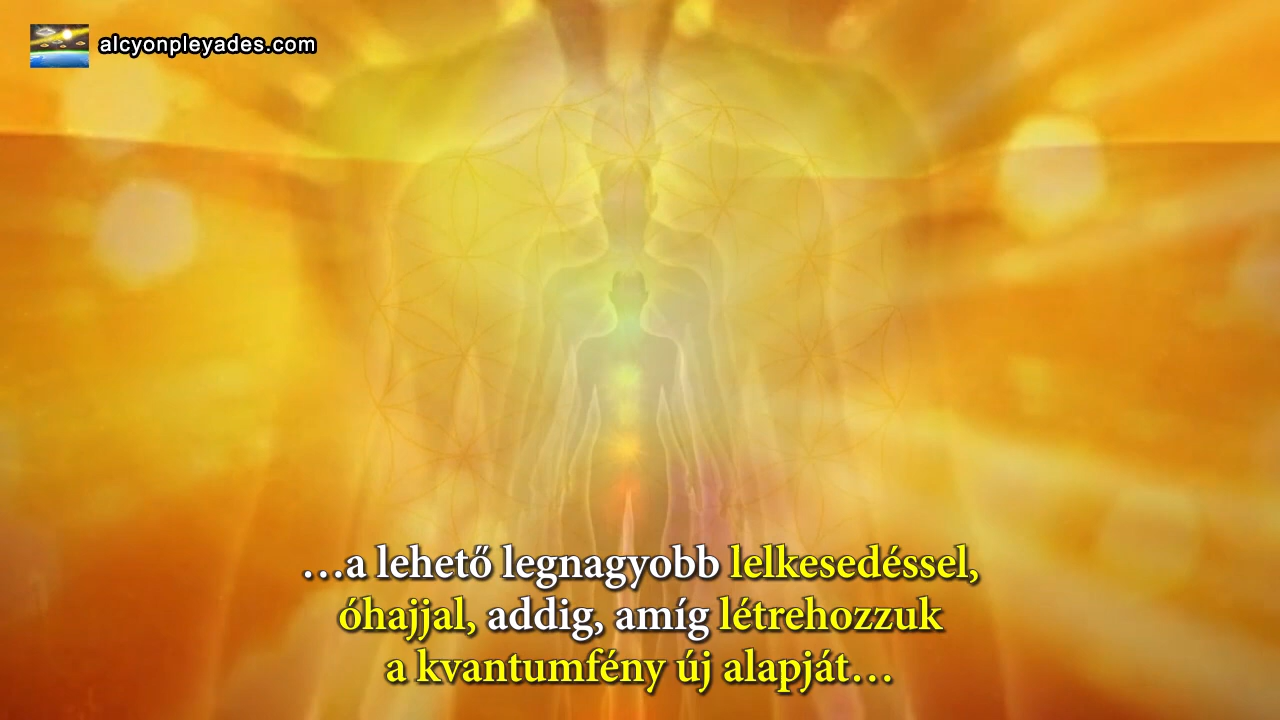 alcyonpleyades.com
…a lehető legnagyobb lelkesedéssel,
óhajjal, addig, amíg létrehozzuk
a kvantumfény új alapját…